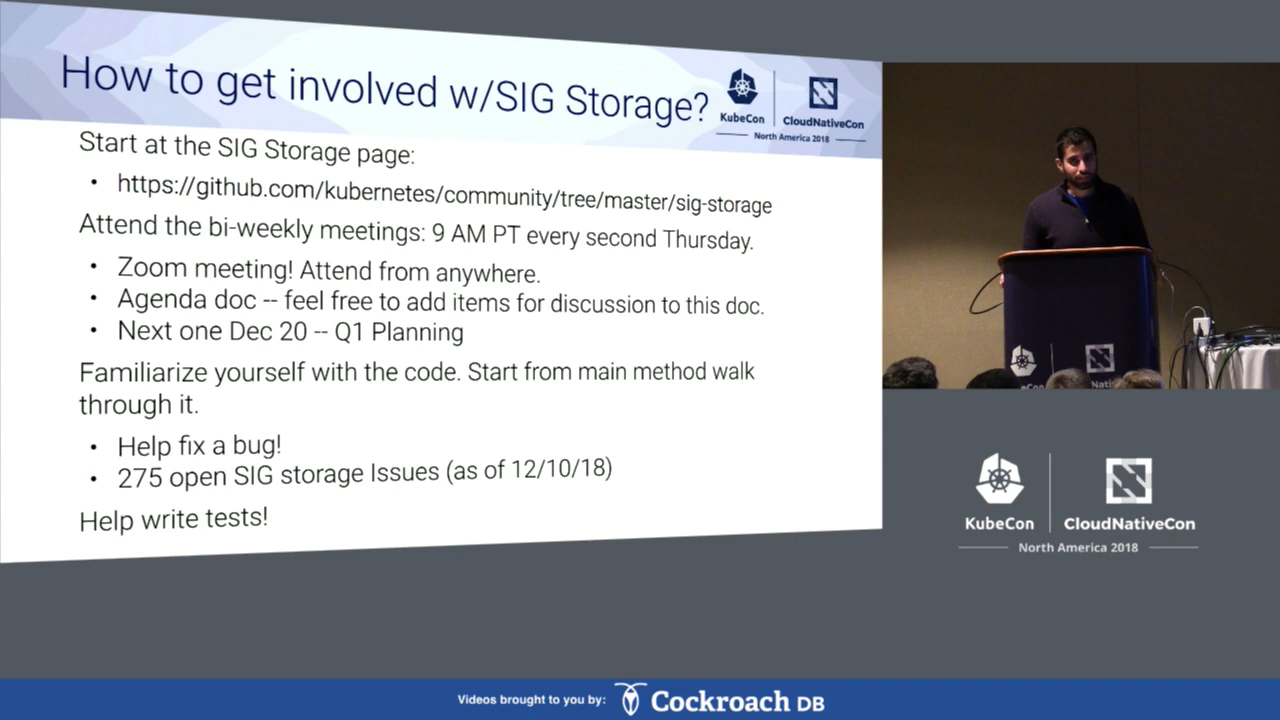 How to get involved w/SIG Storage?
KubeCon
CloudNativeCon
North America 2018
Start at the SIG Storage page:
• https://github.com/kubernetes/community/tree/master/sig-storage
Attend the bi-weekly meetings: 9 AM PT every second Thursday.
• Zoom meeting! Attend from anywhere.
• Agenda doc -- feel free to add items for discussion to this doc.
• Next one Dec 20 -- Q1 Planning
Familiarize yourself with the code. Start from main method walk
through it.
• Help fix a bug!
• 275 open SIG storage Issues (as of 12/10/18)
Help write tests!
KubeCon
CloudNativeCon
North America 2018
Videos brought to you by: Cockroach DB